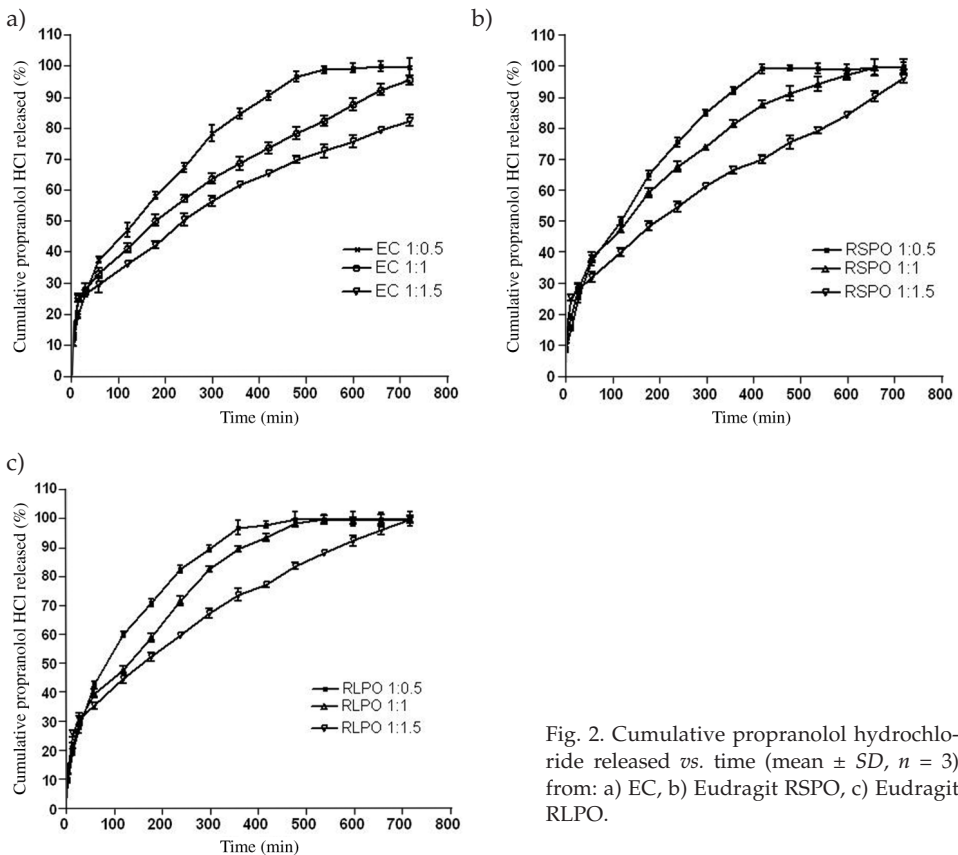 a)
Cumulative propranolol HCl released (%)
110
100
90
80
70
60
50
40
30
20
10
0
0 100 200 300 400 500 600 700 800
Time (min)
EC 1:0.5
EC 1:1
EC 1:1.5
b)
Cumulative propranolol HCl released (%)
110
100
90
80
70
60
50
40
30
20
10
0
0 100 200 300 400 500 600 700 800
Time (min)
RSPO 1:0.5
RSPO 1:1
RSPO 1:1.5
c)
Cumulative propranolol HCl released (%)
110
100
90
80
70
60
50
40
30
20
10
0
0 100 200 300 400 500 600 700 800
Time (min)
RLPO 1:0.5
RLPO 1:1
RLPO 1:1.5
Fig. 2. Cumulative propranolol hydrochlo-
ride released vs. time (mean ± SD, n = 3)
from: a) EC, b) Eudragit RSPO, c) Eudragit
RLPO.